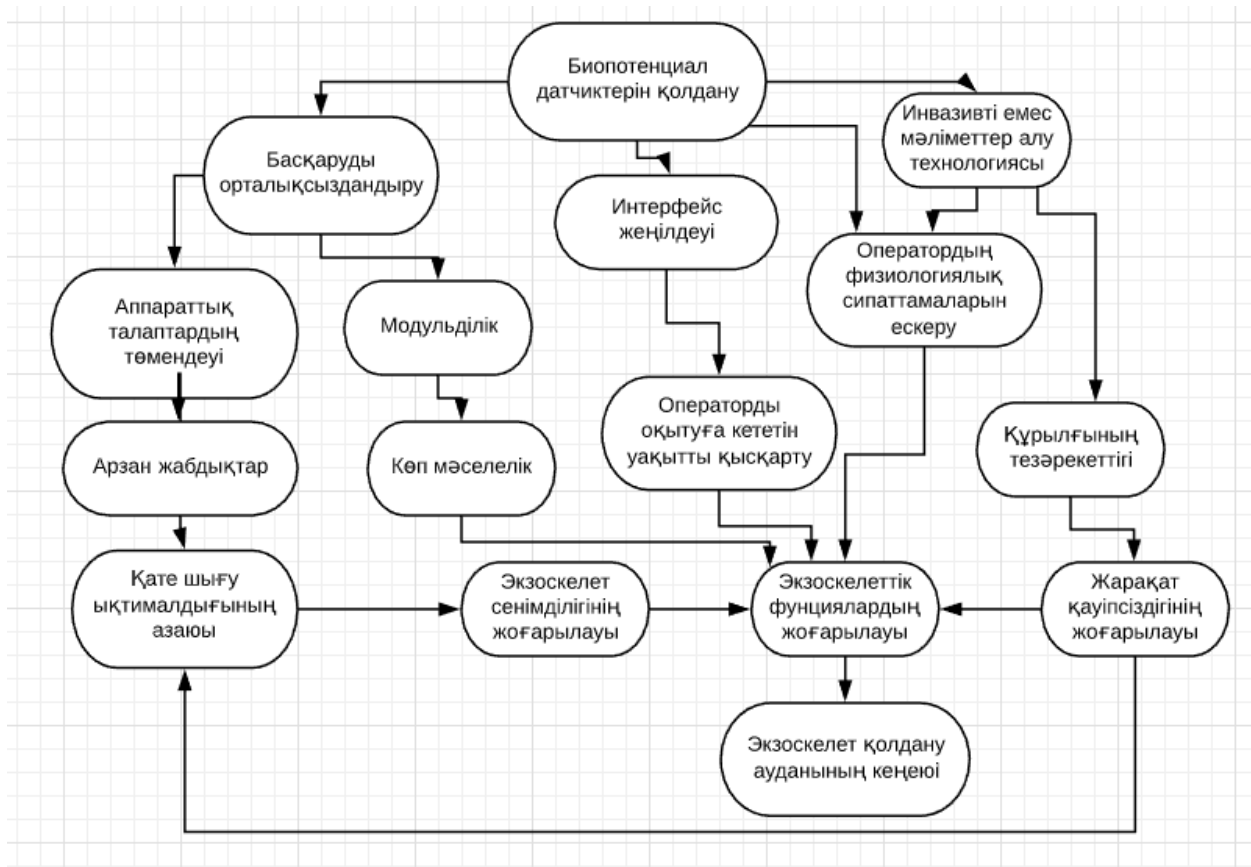 Биопотенциал
датчиктерін қолдану
Инвазивті емес
мәліметтер алу
технологиясы
Басқаруды
орталықсыздандыру
Интерфейс
жеңілдеуі
Оператордың
физиологиялық
сипаттамаларын
ескеру
Аппараттық
талаптардың
төмендеуі
Модульділік
Операторды
оқытуға кететін
уақытты қысқарту
Құрылғының
тезәрекеттігі
Арзан жабдықтар
Көп мәселелік
Қате шығу
ықтималдығының
азаюы
Экзоскелет
сенімділігінің
жоғарылауы
Экзоскелеттік
фунциялардың
жоғарылауы
Жарақат
қауіпсіздігінің
жоғарылауы
Экзоскелет қолдану
ауданының кеңеюі